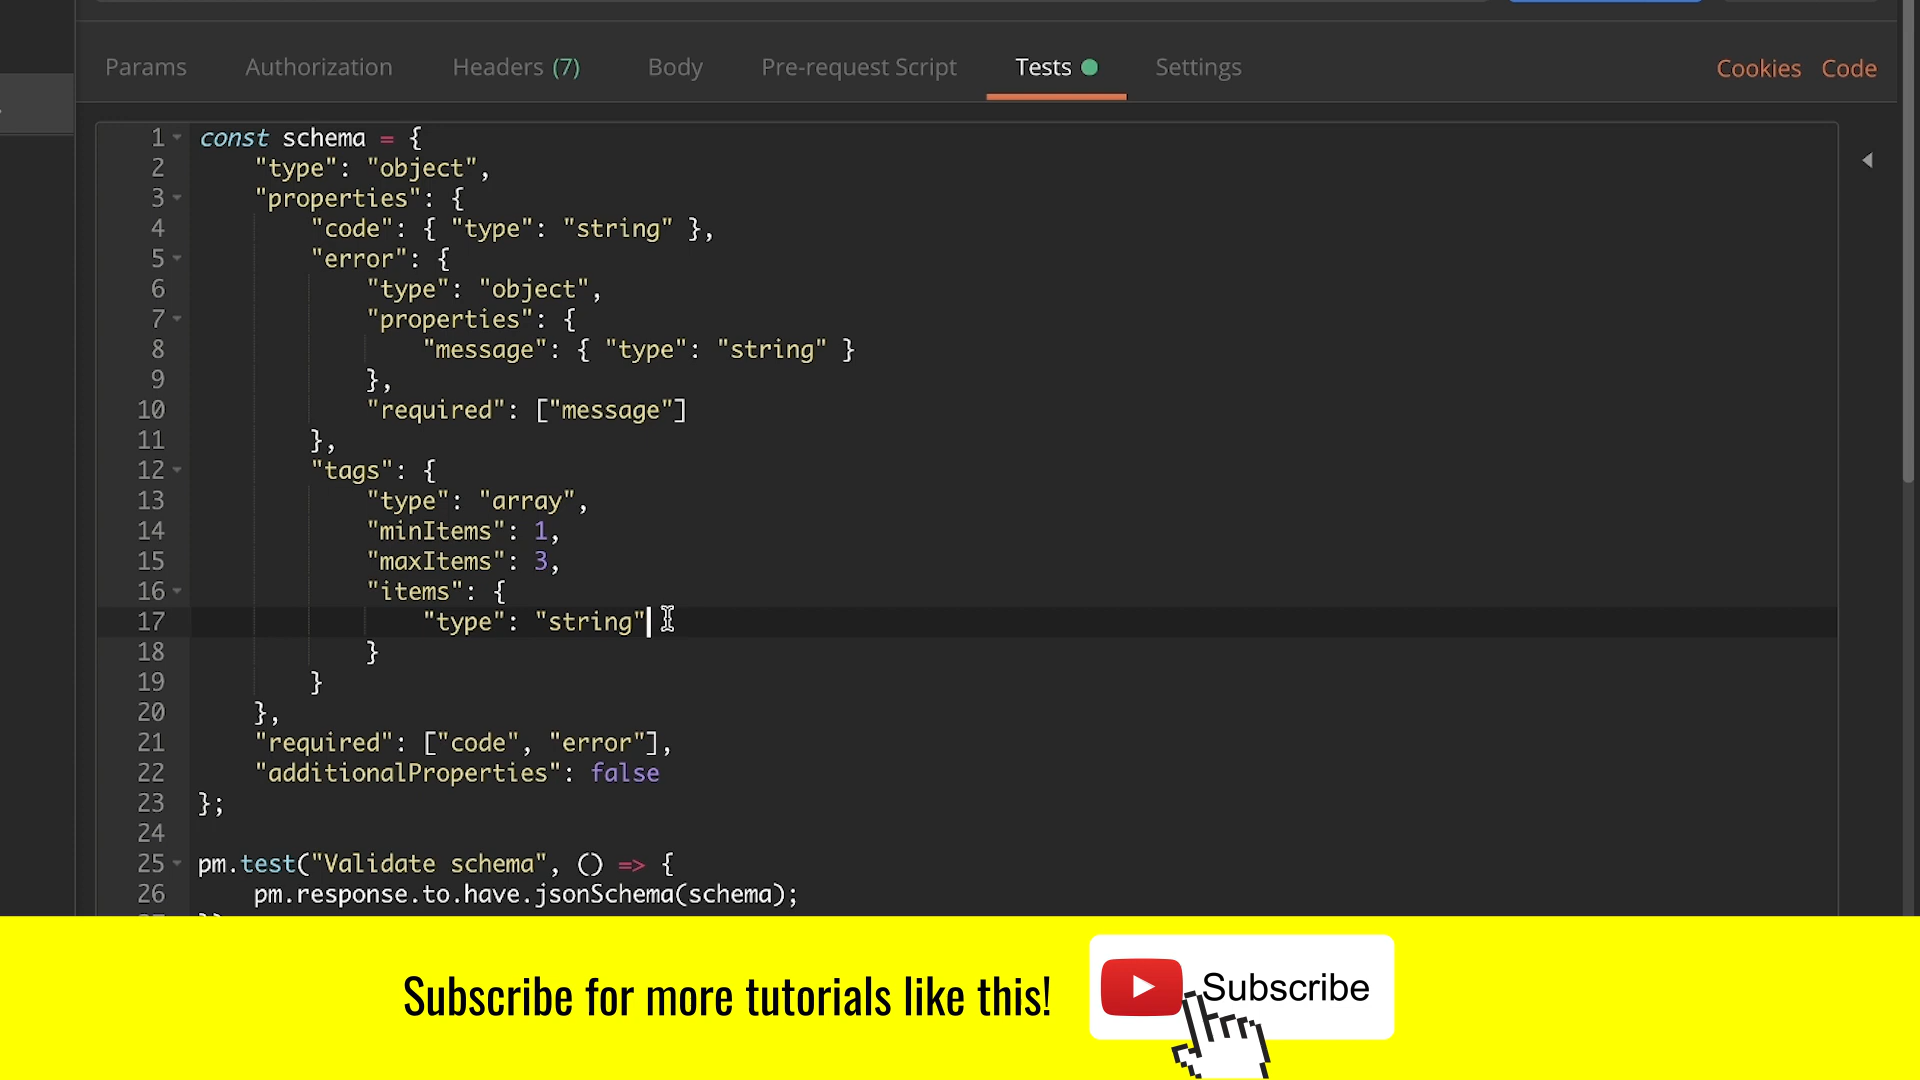 Params Authorization Headers (7) Body Pre-request Script Tests Settings Cookies Code
1 const schema = {
2 "type": "object",
3 "properties": {
4 "code": { "type": "string" },
5 "error": {
6 "type": "object",
7 "properties": {
8 "message": { "type": "string" }
9 },
10 "required": ["message"]
11 },
12 "tags": {
13 "type": "array",
14 "minItems": 1,
15 "maxItems": 3,
16 "items": {
17 "type": "string"
18 }
19 }
20 },
21 "required": ["code", "error"],
22 "additionalProperties": false
23 };
24
25 pm.test("Validate schema", () => {
26 pm.response.to.have.jsonSchema(schema);
Subscribe for more tutorials like this! Subscribe